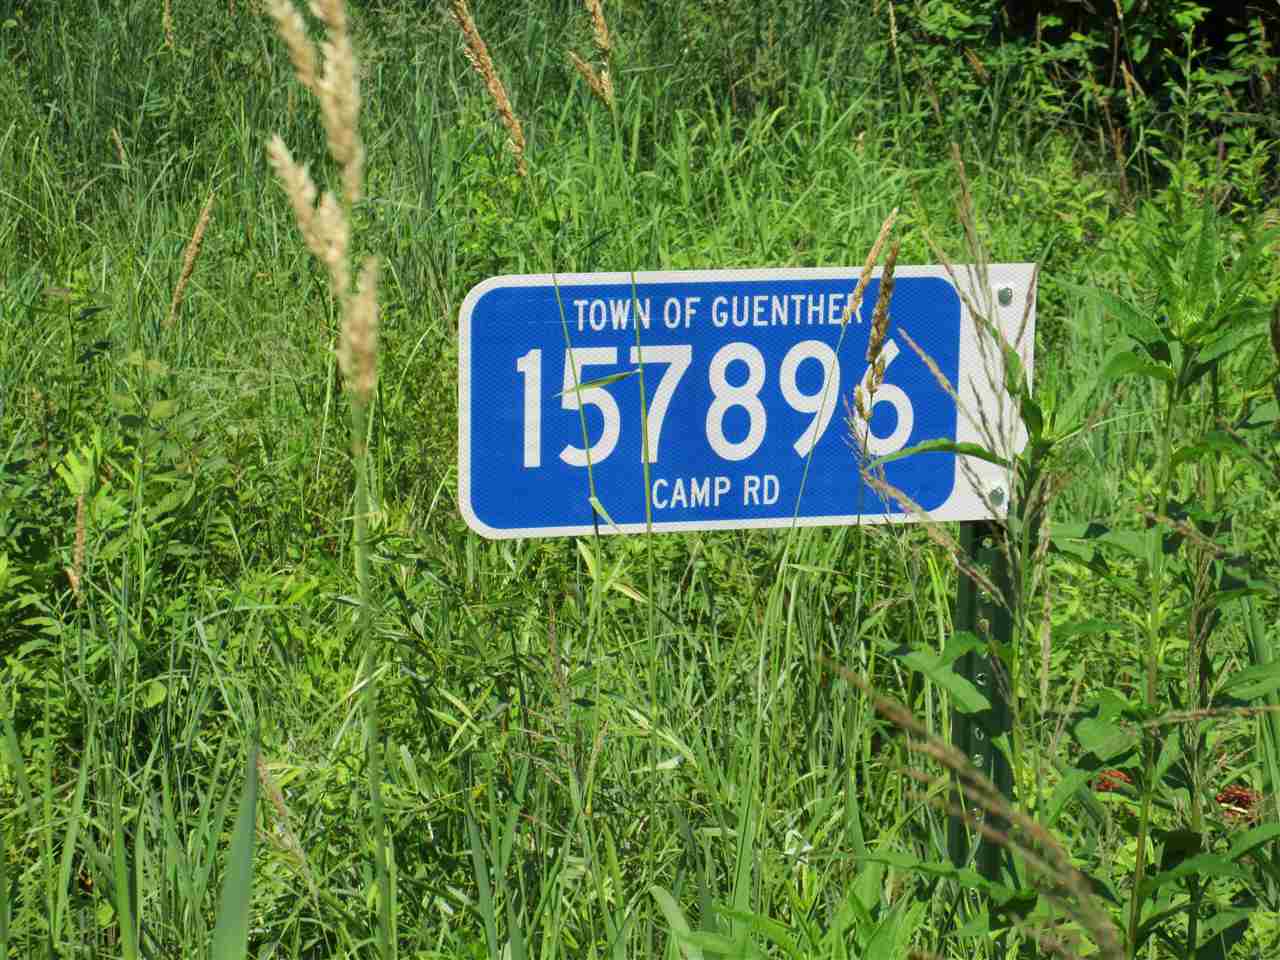 TOWN OF GUENTHER
157896
CAMP RD